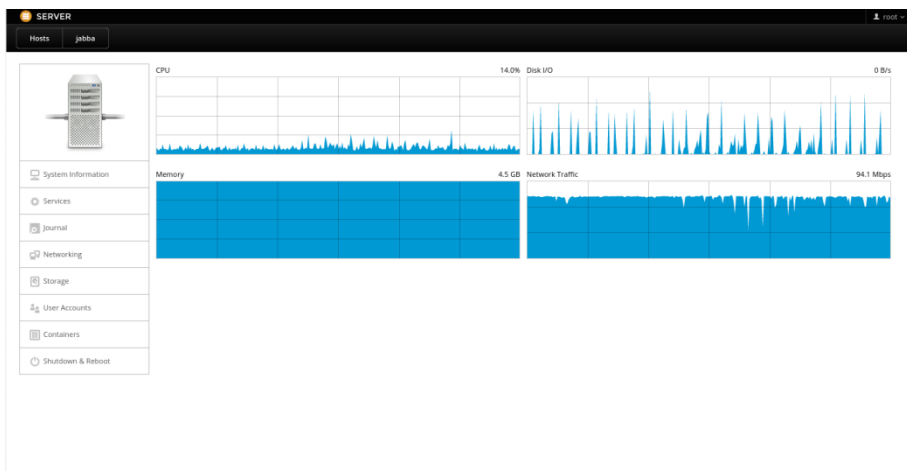 SERVER
root
Hosts jabba
CPU 14.0%
Disk I/O 0 B/s
Memory 4.5 GB
Network Traffic 94.1 Mbps
System Information
Services
Journal
Networking
Storage
User Accounts
Containers
Shutdown & Reboot